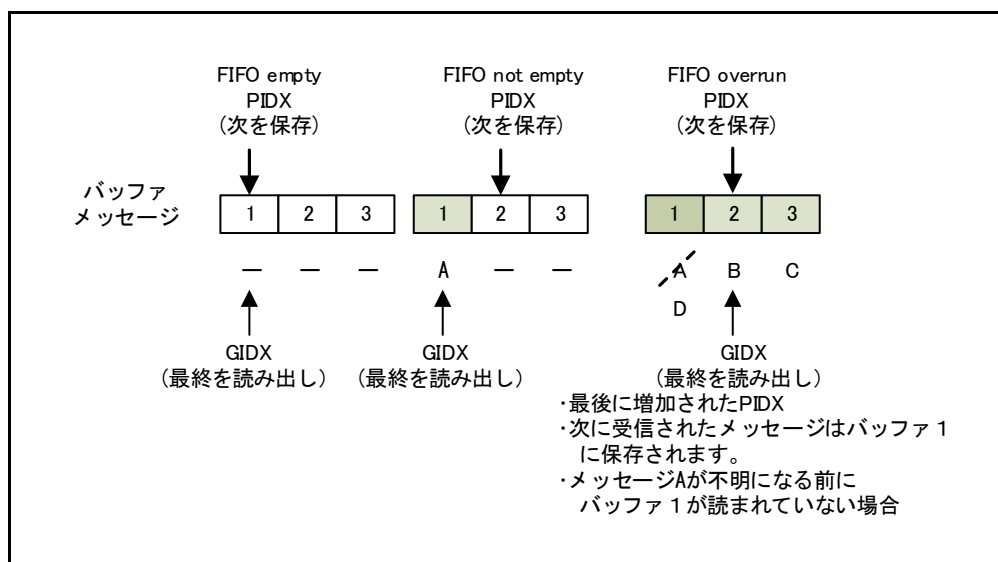 FIFO empty
PIDX
(次を保存)
FIFO not empty
PIDX
(次を保存)
FIFO overrun
PIDX
(次を保存)
バッファ
メッセージ
1 2 3
1 2 3
1 2 3
— — —
A — —
A B C
D
GIDX
(最終を読み出し)
GIDX
(最終を読み出し)
GIDX
(最終を読み出し)
・最後に増加されたPIDX
・次に受信されたメッセージはバッファ1
に保存されます。
・メッセージAが不明になる前に
バッファ1が読まれていない場合